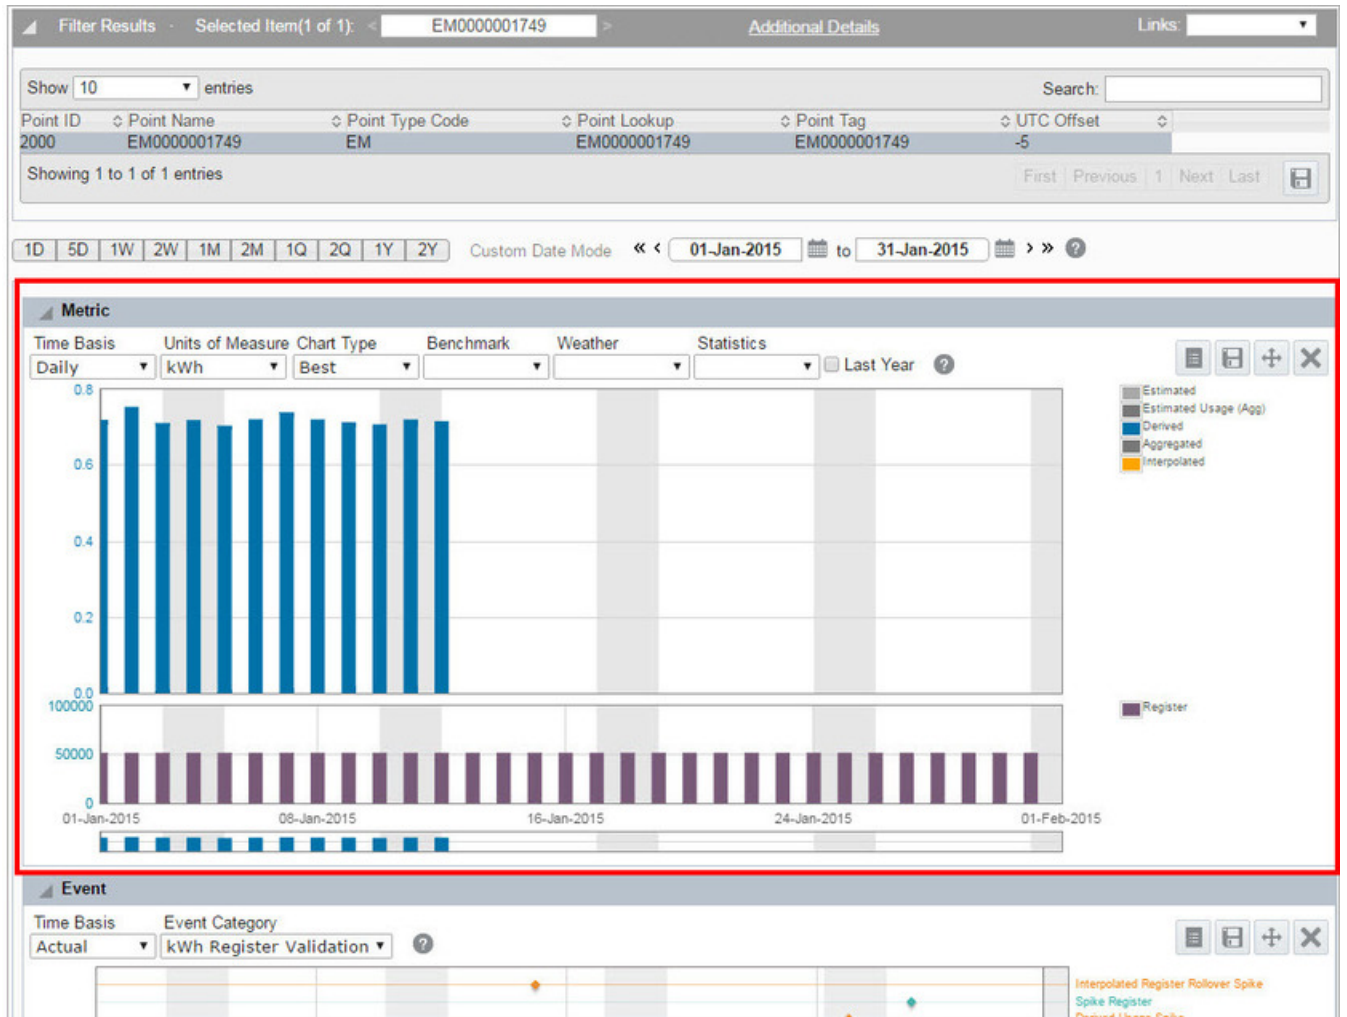 Filter Results - Selected Item(1 of 1): < EM0000001749 > Additional Details Links:
Show 10 entries Search:
Point ID Point Name Point Type Code Point Lookup Point Tag UTC Offset
2000 EM0000001749 EM EM0000001749 EM0000001749 -5
Showing 1 to 1 of 1 entries First Previous 1 Next Last
1D 5D 1W 2W 1M 2M 1Q 2Q 1Y 2Y Custom Date Mode « ‹ 01-Jan-2015 to 31-Jan-2015 › » ?
Metric
Time Basis Units of Measure Chart Type Benchmark Weather Statistics
Daily kWh Best Last Year ?
0.8
0.6
0.4
0.2
0.0
Estimated
Estimated Usage (Agg)
Derived
Aggregated
Interpolated
100000
50000
0
Register
01-Jan-2015 08-Jan-2015 16-Jan-2015 24-Jan-2015 01-Feb-2015
Event
Time Basis Event Category
Actual kWh Register Validation ?
Interpolated Register Rollover Spike
Spike Register
Derived Usage Spike